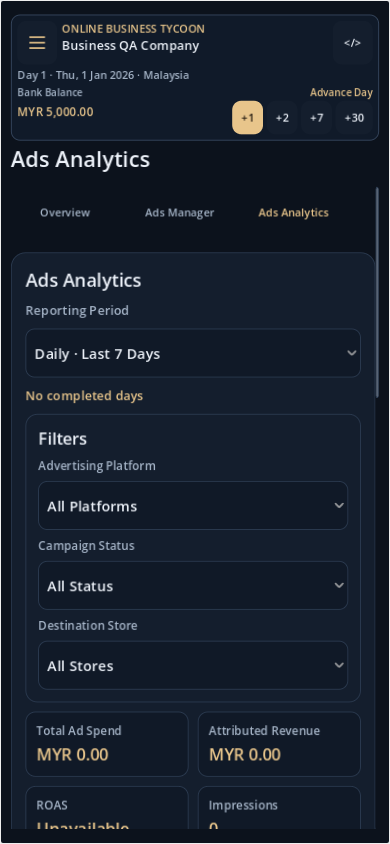 ONLINE BUSINESS TYCOON
Business QA Company
</>
Day 1 · Thu, 1 Jan 2026 · Malaysia
Bank Balance
Advance Day
MYR 5,000.00
+1 +2 +7 +30
Ads Analytics
Overview Ads Manager Ads Analytics
Ads Analytics
Reporting Period
Daily · Last 7 Days
No completed days
Filters
Advertising Platform
All Platforms
Campaign Status
All Status
Destination Store
All Stores
Total Ad Spend
MYR 0.00
Attributed Revenue
MYR 0.00
ROAS
Unavailable
Impressions
0